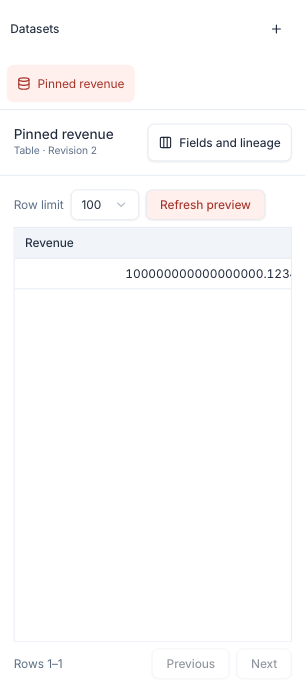 Datasets
Pinned revenue
Pinned revenue
Table · Revision 2
Fields and lineage
Row limit 100 Refresh preview
Revenue
100000000000000000.1234
Rows 1–1 Previous Next